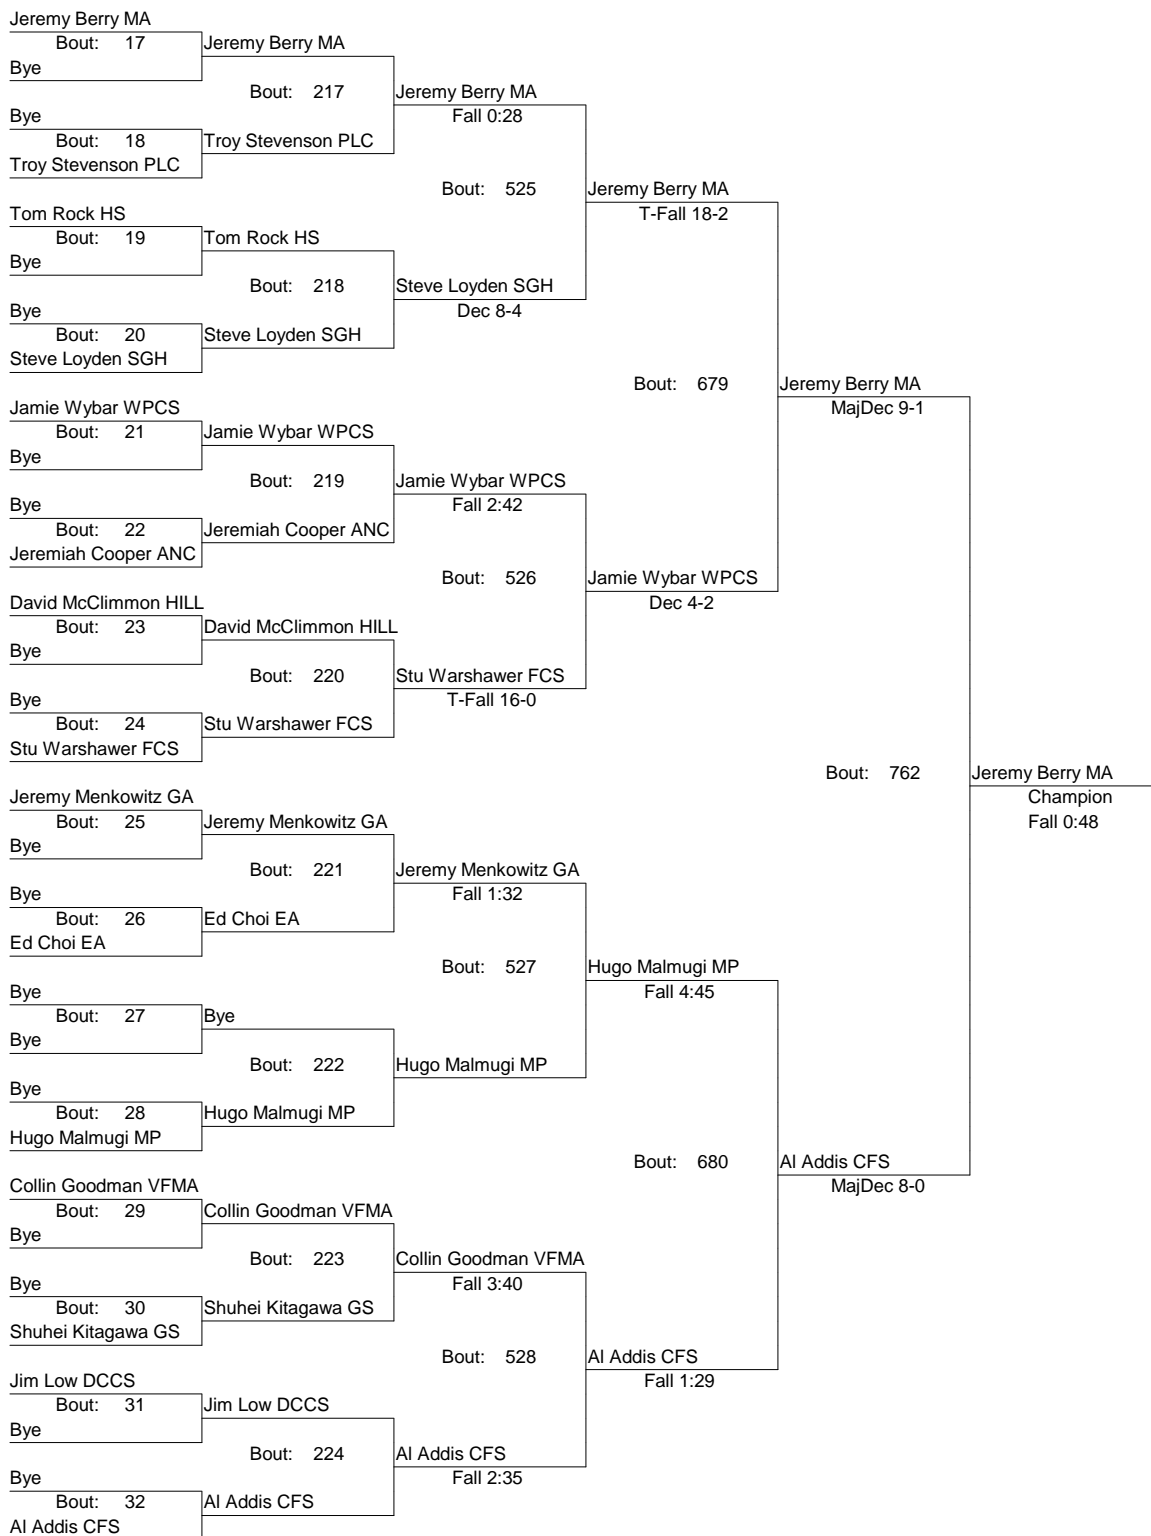 Jeremy Berry MA
Bout: 17 Jeremy Berry MA
Bye
Bout: 217 Jeremy Berry MA
Bye Fall 0:28
Bout: 18 Troy Stevenson PLC
Troy Stevenson PLC
Bout: 525 Jeremy Berry MA
Tom Rock HS T-Fall 18-2
Bout: 19 Tom Rock HS
Bye
Bout: 218 Steve Loyden SGH
Bye Dec 8-4
Bout: 20 Steve Loyden SGH
Steve Loyden SGH
Bout: 679 Jeremy Berry MA
Jamie Wybar WPCS MajDec 9-1
Bout: 21 Jamie Wybar WPCS
Bye
Bout: 219 Jamie Wybar WPCS
Bye Fall 2:42
Bout: 22 Jeremiah Cooper ANC
Jeremiah Cooper ANC
Bout: 526 Jamie Wybar WPCS
David McClimmon HILL Dec 4-2
Bout: 23 David McClimmon HILL
Bye
Bout: 220 Stu Warshawer FCS
Bye T-Fall 16-0
Bout: 24 Stu Warshawer FCS
Stu Warshawer FCS
Bout: 762 Jeremy Berry MA
Jeremy Menkowitz GA Champion
Bout: 25 Jeremy Menkowitz GA Fall 0:48
Bye
Bout: 221 Jeremy Menkowitz GA
Bye Fall 1:32
Bout: 26 Ed Choi EA
Ed Choi EA
Bout: 527 Hugo Malmugi MP
Bye Fall 4:45
Bout: 27 Bye
Bye
Bout: 222 Hugo Malmugi MP
Bye
Bout: 28 Hugo Malmugi MP
Hugo Malmugi MP
Bout: 680 Al Addis CFS
Collin Goodman VFMA MajDec 8-0
Bout: 29 Collin Goodman VFMA
Bye
Bout: 223 Collin Goodman VFMA
Bye Fall 3:40
Bout: 30 Shuhei Kitagawa GS
Shuhei Kitagawa GS
Bout: 528 Al Addis CFS
Jim Low DCCS Fall 1:29
Bout: 31 Jim Low DCCS
Bye
Bout: 224 Al Addis CFS
Bye Fall 2:35
Bout: 32 Al Addis CFS
Al Addis CFS